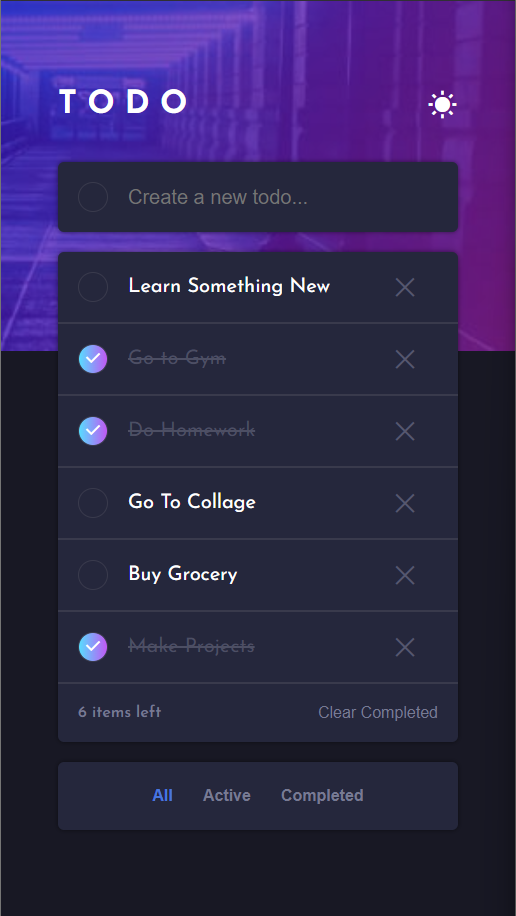 TODO
Create a new todo...
Learn Something New
Go to Gym
Do Homework
Go To Collage
Buy Grocery
Make Projects
6 items left Clear Completed
All Active Completed